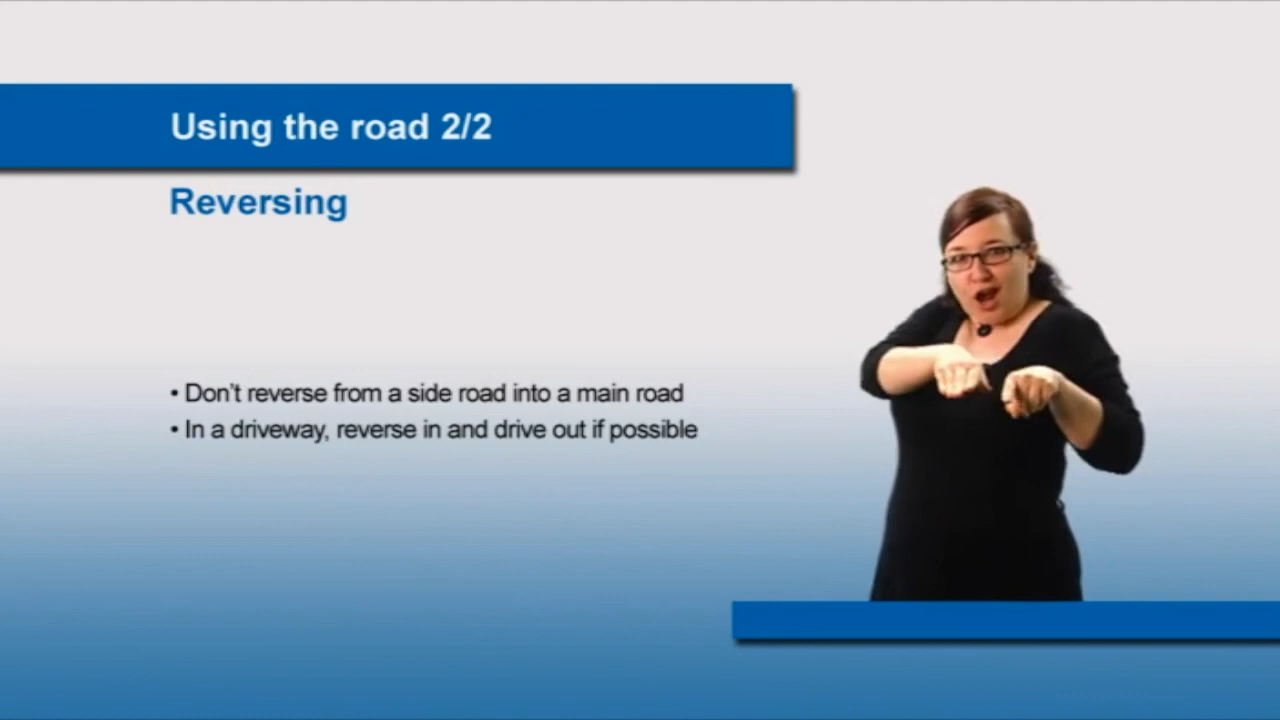 Using the road 2/2
Reversing
• Don't reverse from a side road into a main road
• In a driveway, reverse in and drive out if possible